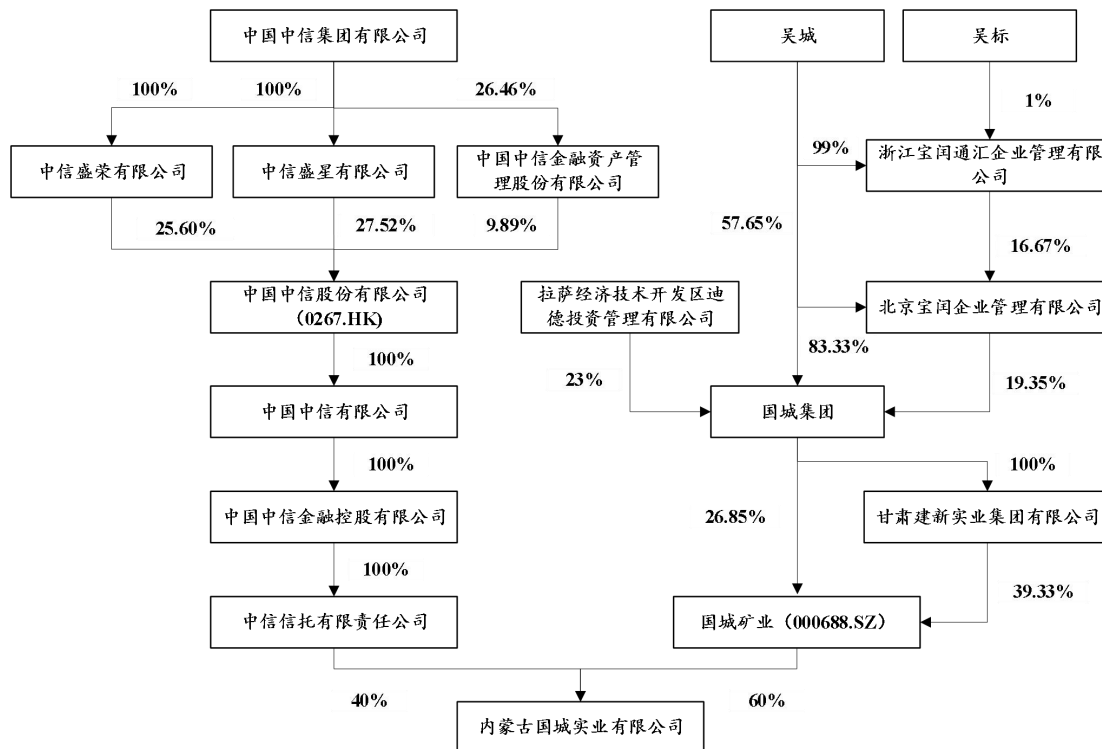 中国中信集团有限公司
吴城
吴标
100%
100%
26.46%
1%
中信盛荣有限公司
中信盛星有限公司
中国中信金融资产管
理股份有限公司
99%
浙江宝闰通汇企业管理有限
公司
25.60%
27.52%
9.89%
57.65%
16.67%
中国中信股份有限公司
（0267.HK)
拉萨经济技术开发区迪
德投资管理有限公司
北京宝闰企业管理有限公司
100%
23%
83.33%
19.35%
中国中信有限公司
国城集团
100%
100%
中国中信金融控股有限公司
26.85%
甘肃建新实业集团有限公司
100%
39.33%
中信信托有限责任公司
国城矿业（000688.SZ）
40%
60%
内蒙古国城实业有限公司